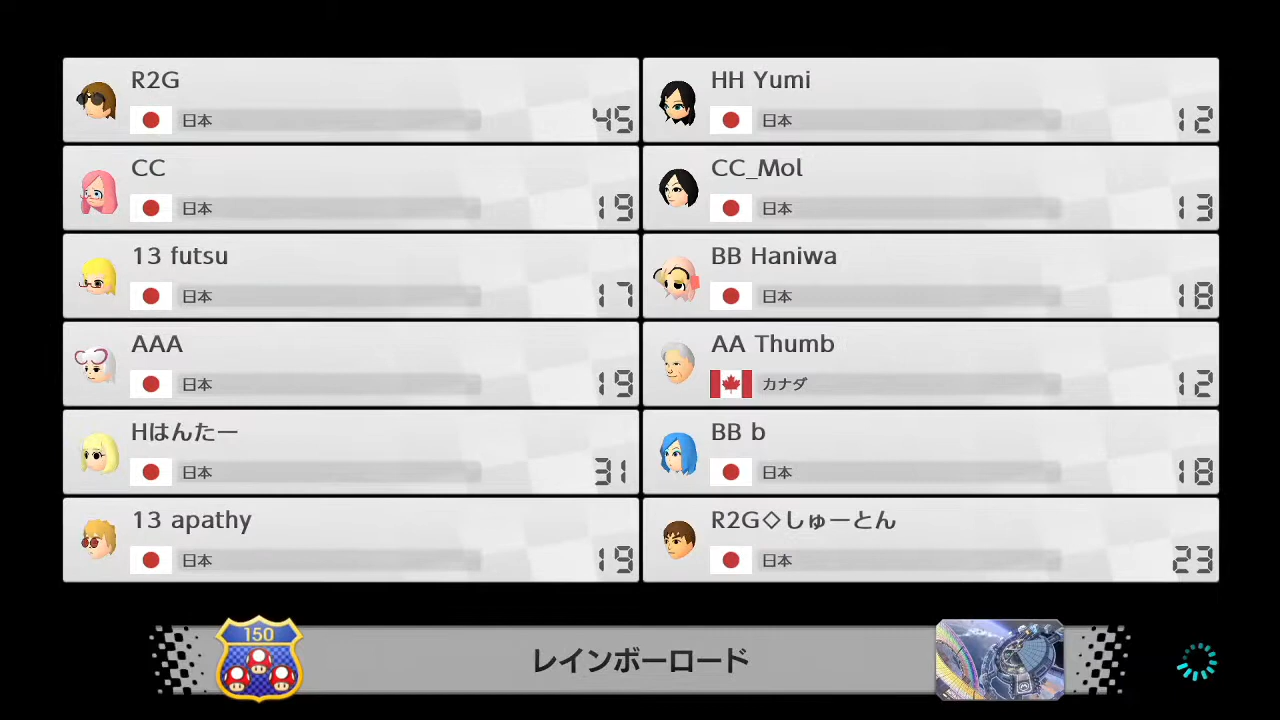 R2G
日本
45
CC
日本
19
13 futsu
日本
17
AAA
日本
19
Hはんたー
日本
31
13 apathy
日本
19
HH Yumi
日本
12
CC_Mol
日本
13
BB Haniwa
日本
18
AA Thumb
カナダ
12
BB b
日本
18
R2G◇しゅーとん
日本
23
150
レインボーロード